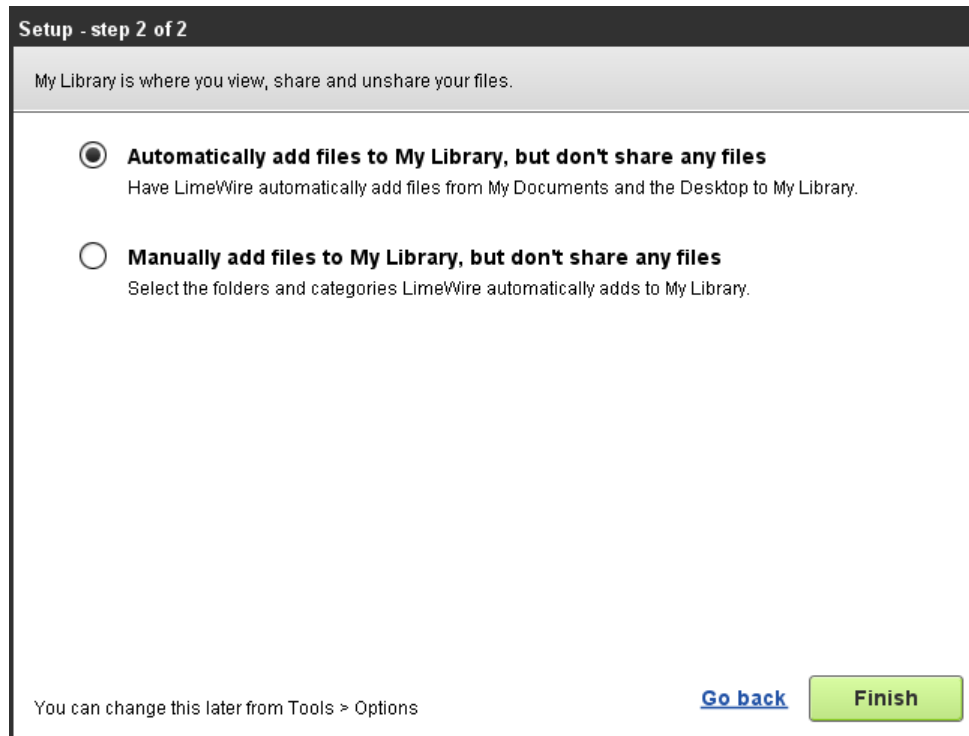 Setup - step 2 of 2
My Library is where you view, share and unshare your files.
Automatically add files to My Library, but don't share any files
Have LimeWire automatically add files from My Documents and the Desktop to My Library.
Manually add files to My Library, but don't share any files
Select the folders and categories LimeWire automatically adds to My Library.
You can change this later from Tools > Options
Go back
Finish